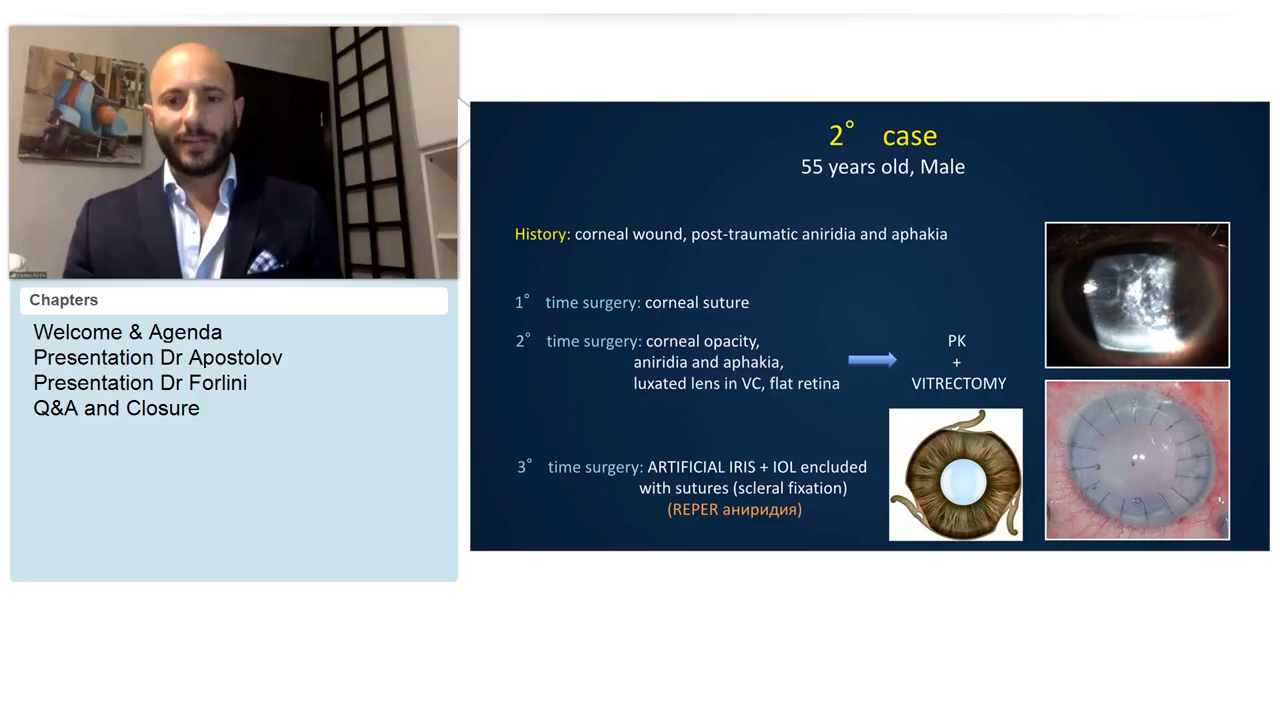 Chapters
Welcome & Agenda
Presentation Dr Apostolov
Presentation Dr Forlini
Q&A and Closure
2° case
55 years old, Male
History: corneal wound, post-traumatic aniridia and aphakia
1° time surgery: corneal suture
2° time surgery: corneal opacity,
aniridia and aphakia,
luxated lens in VC, flat retina
PK
+
VITRECTOMY
3° time surgery: ARTIFICIAL IRIS + IOL encluded
with sutures (scleral fixation)
(REPER аниридия)